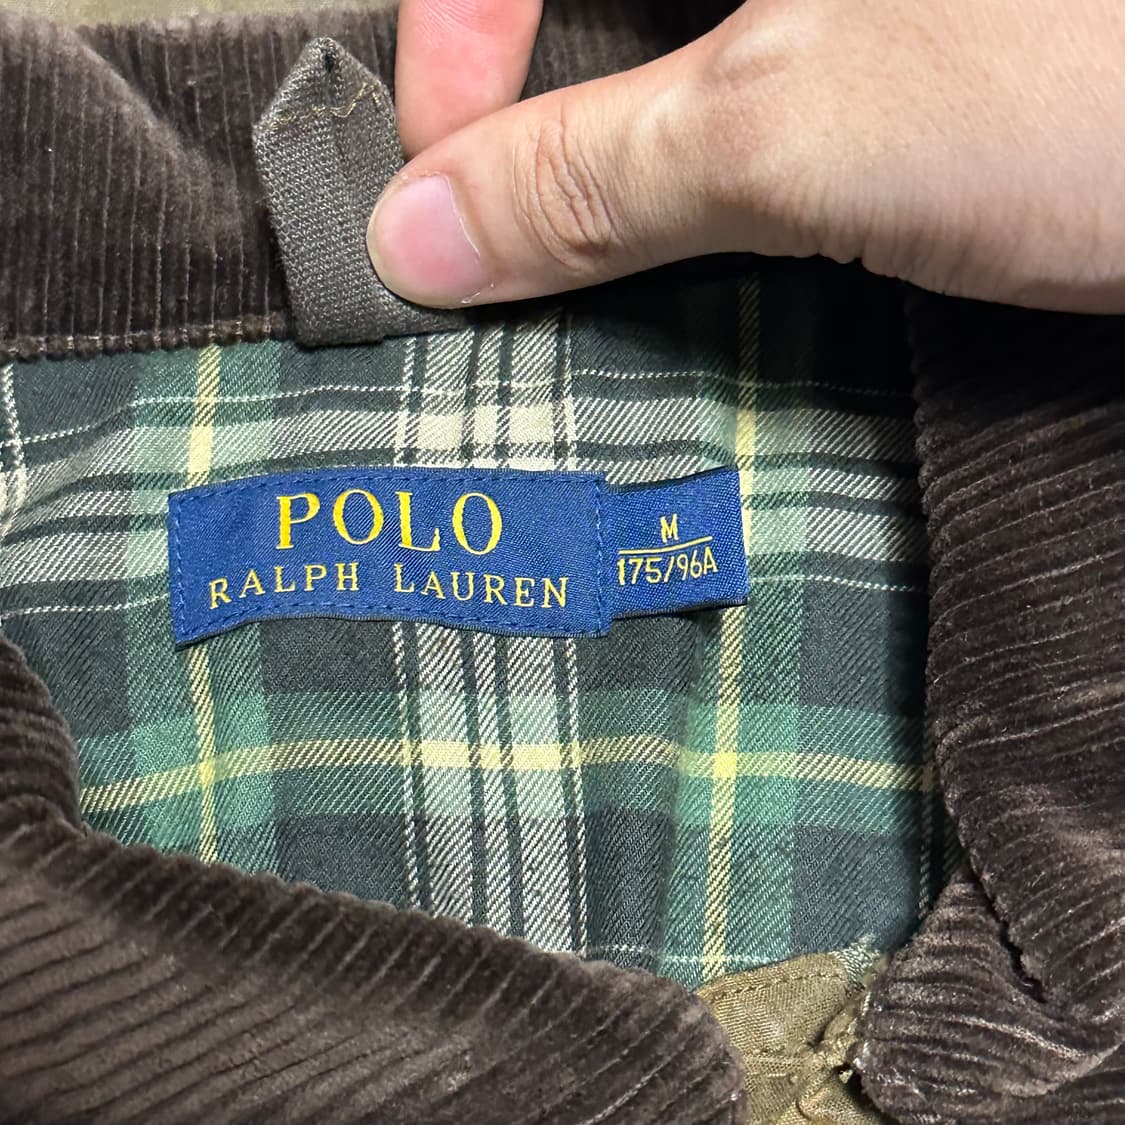 POLO
RALPH LAUREN
M
175/96A